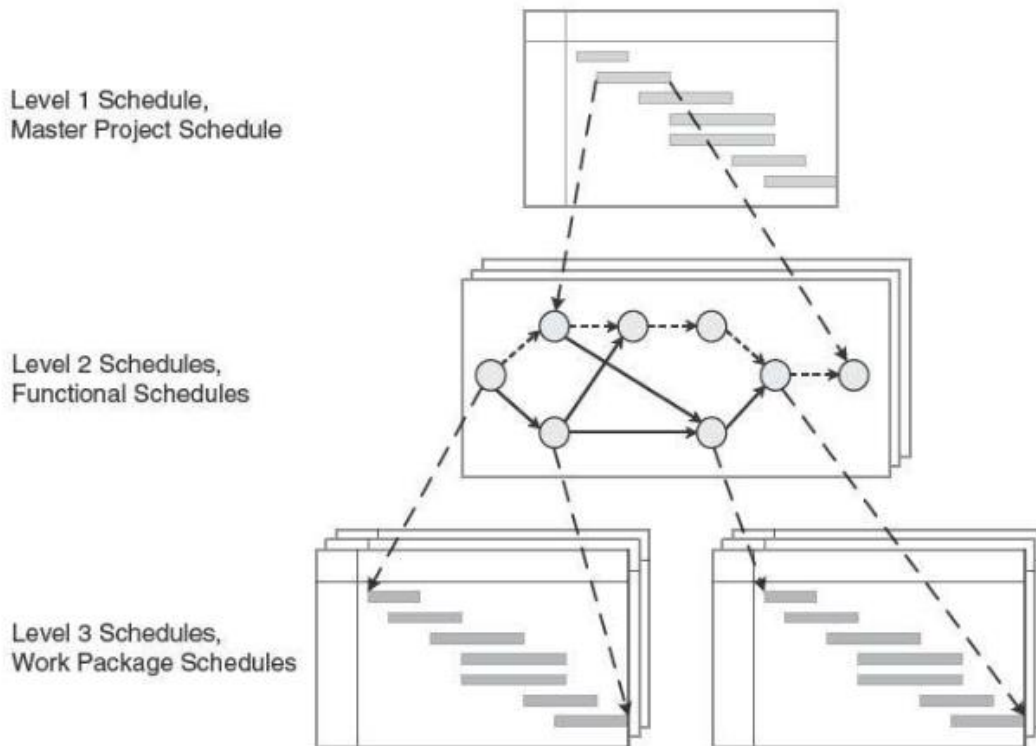 Level 1 Schedule,
Master Project Schedule
Level 2 Schedules,
Functional Schedules
Level 3 Schedules,
Work Package Schedules